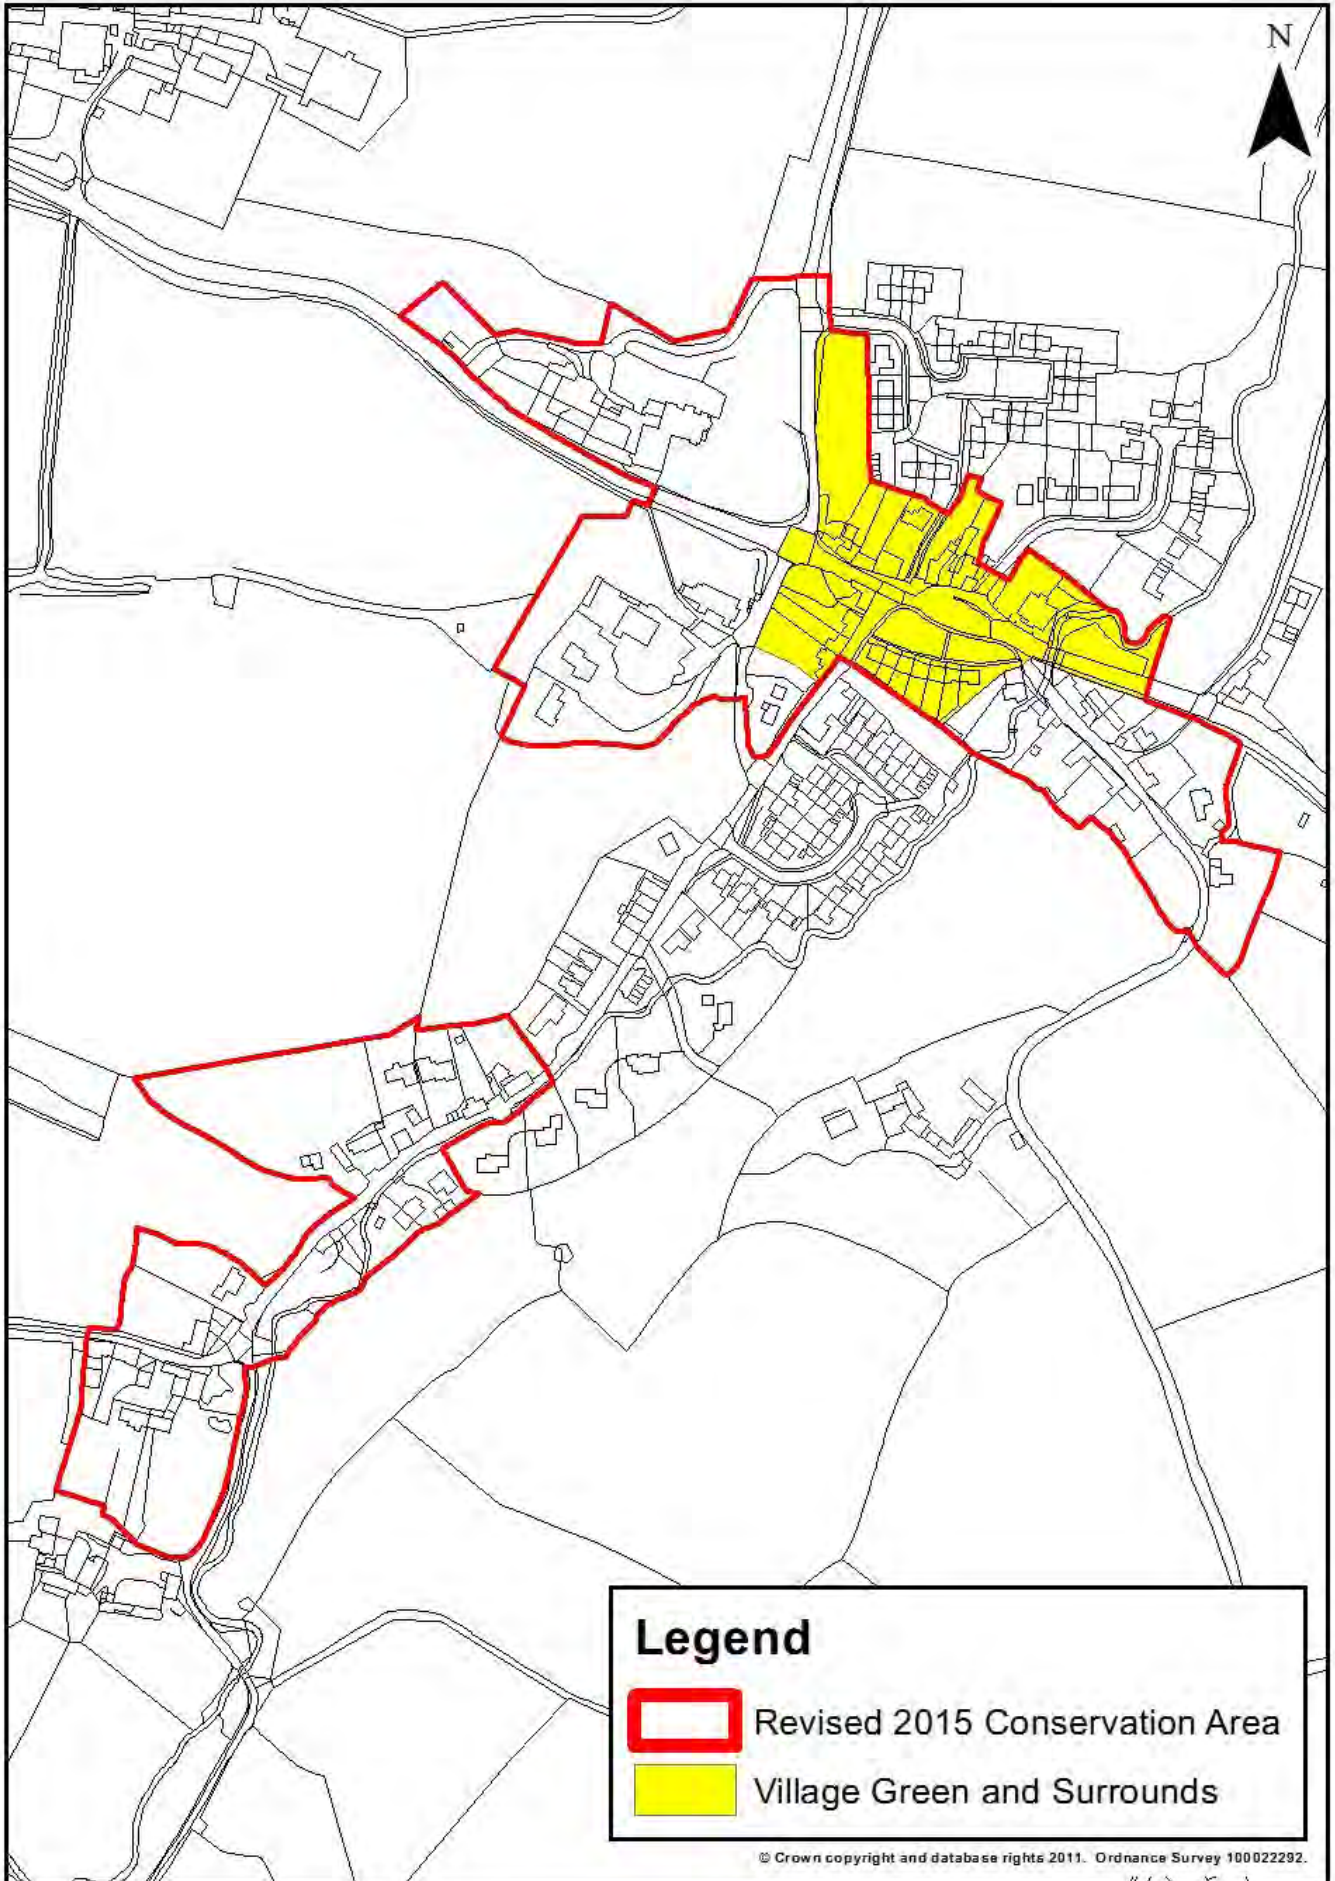 N
Legend
Revised 2015 Conservation Area
Village Green and Surrounds
© Crown copyright and database rights 2011. Ordnance Survey 100022292.